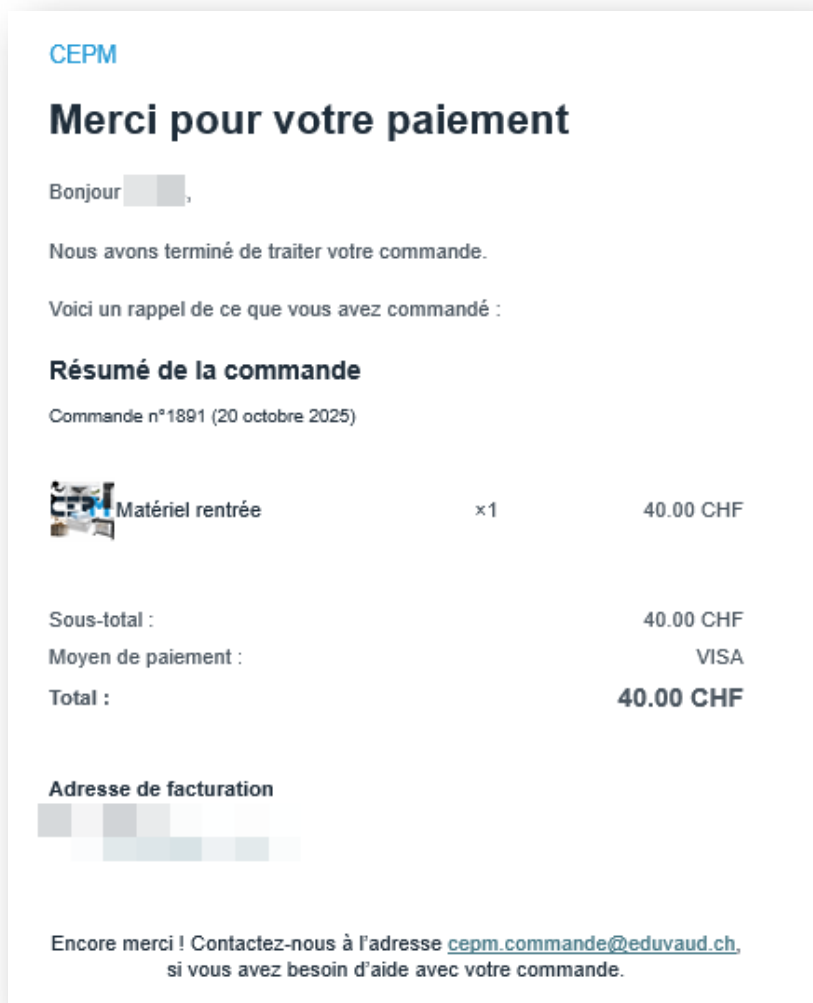 CEPM
Merci pour votre paiement
Bonjour ,
Nous avons terminé de traiter votre commande.
Voici un rappel de ce que vous avez commandé :
Résumé de la commande
Commande n°1891 (20 octobre 2025)
CEPM
Matériel rentrée ×1 40.00 CHF
Sous-total : 40.00 CHF
Moyen de paiement : VISA
Total : 40.00 CHF
Adresse de facturation
Encore merci ! Contactez-nous à l’adresse cepm.commande@eduvaud.ch,
si vous avez besoin d’aide avec votre commande.